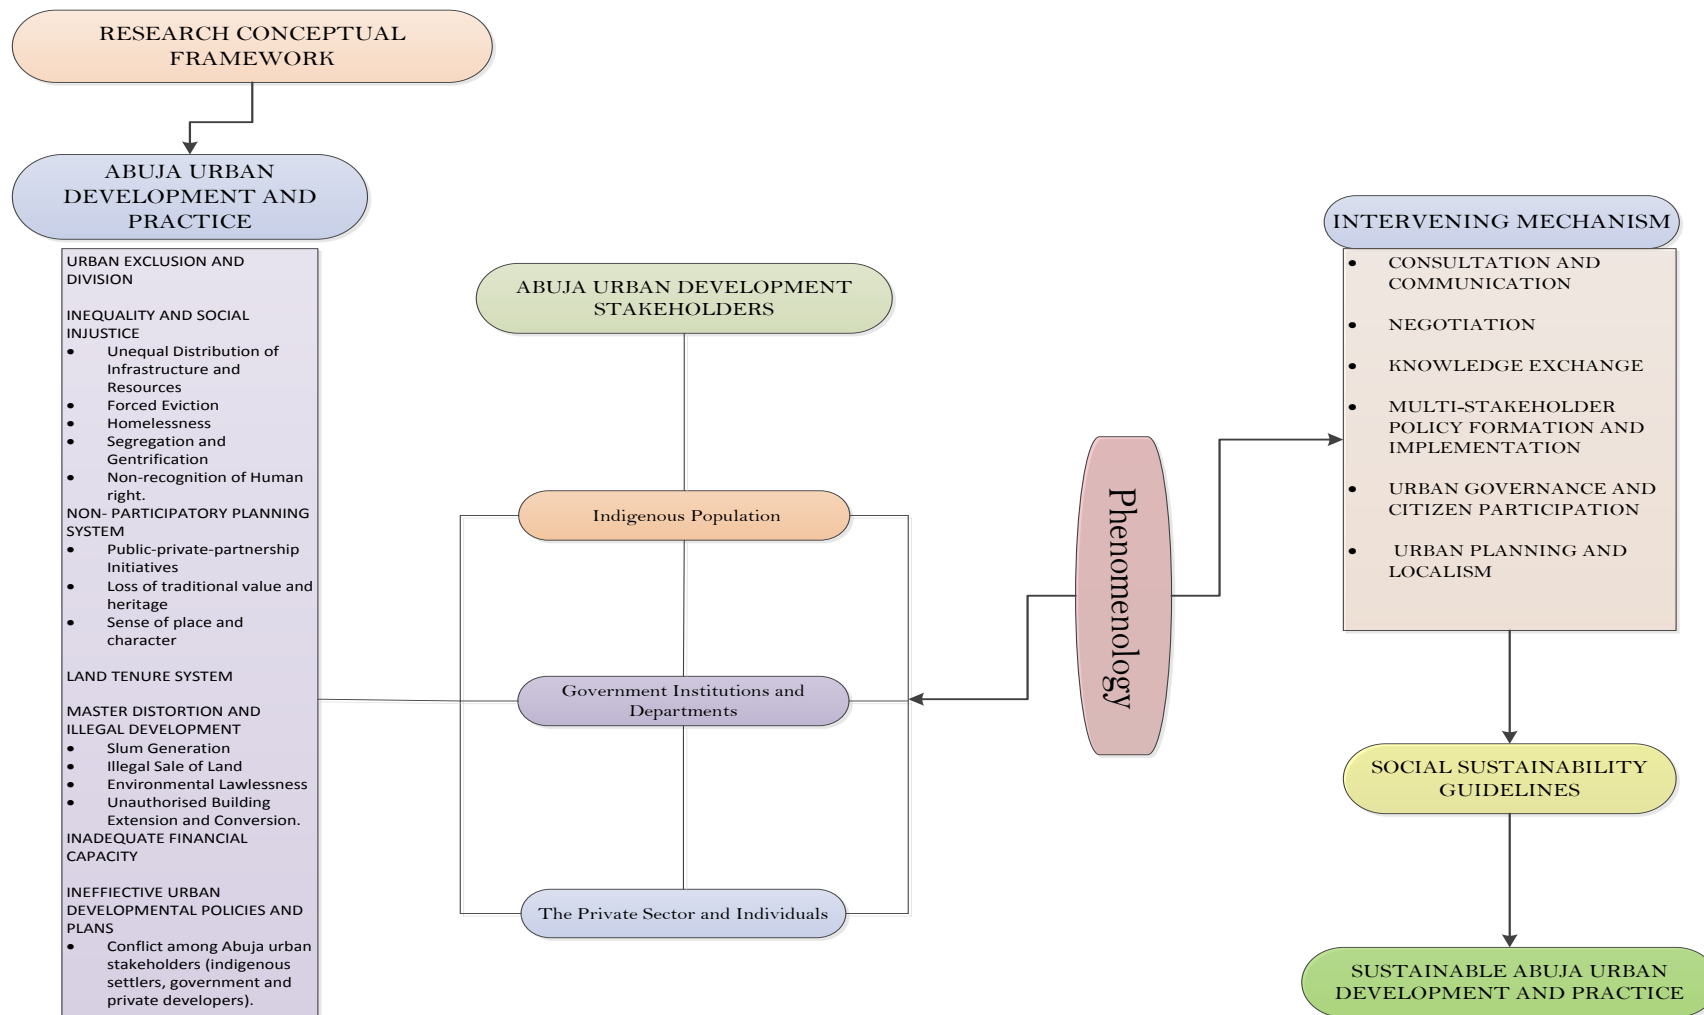 RESEARCH CONCEPTUAL
FRAMEWORK
ABUJA URBAN
DEVELOPMENT AND
PRACTICE
URBAN EXCLUSION AND
DIVISION
INEQUALITY AND SOCIAL
INJUSTICE
• Unequal Distribution of
Infrastructure and
Resources
• Forced Eviction
• Homelessness
• Segregation and
Gentrification
• Non-recognition of Human
right.
NON- PARTICIPATORY PLANNING
SYSTEM
• Public-private-partnership
Initiatives
• Loss of traditional value and
heritage
• Sense of place and
character
LAND TENURE SYSTEM
MASTER DISTORTION AND
ILLEGAL DEVELOPMENT
• Slum Generation
• Illegal Sale of Land
• Environmental Lawlessness
• Unauthorised Building
Extension and Conversion.
INADEQUATE FINANCIAL
CAPACITY
INEFFIECTIVE URBAN
DEVELOPMENTAL POLICIES AND
PLANS
• Conflict among Abuja urban
stakeholders (indigenous
settlers, government and
private developers).
ABUJA URBAN DEVELOPMENT
STAKEHOLDERS
Indigenous Population
Government Institutions and
Departments
The Private Sector and Individuals
Phenomenology
INTERVENING MECHANISM
• CONSULTATION AND
COMMUNICATION
• NEGOTIATION
• KNOWLEDGE EXCHANGE
• MULTI-STAKEHOLDER
POLICY FORMATION AND
IMPLEMENTATION
• URBAN GOVERNANCE AND
CITIZEN PARTICIPATION
• URBAN PLANNING AND
LOCALISM
SOCIAL SUSTAINABILITY
GUIDELINES
SUSTAINABLE ABUJA URBAN
DEVELOPMENT AND PRACTICE